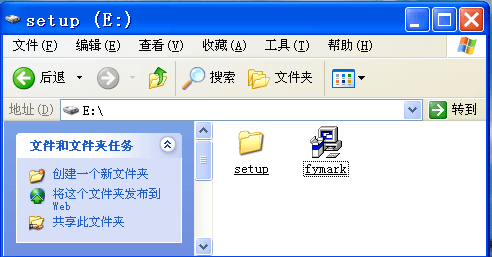 setup (E:)
文件(F) 编辑(E) 查看(V) 收藏(A) 工具(T) 帮助(H)
后退 搜索 文件夹
地址(D) E:\ 转到
文件和文件夹任务
创建一个新文件夹
将这个文件夹发布到
Web
共享此文件夹
setup fvmark